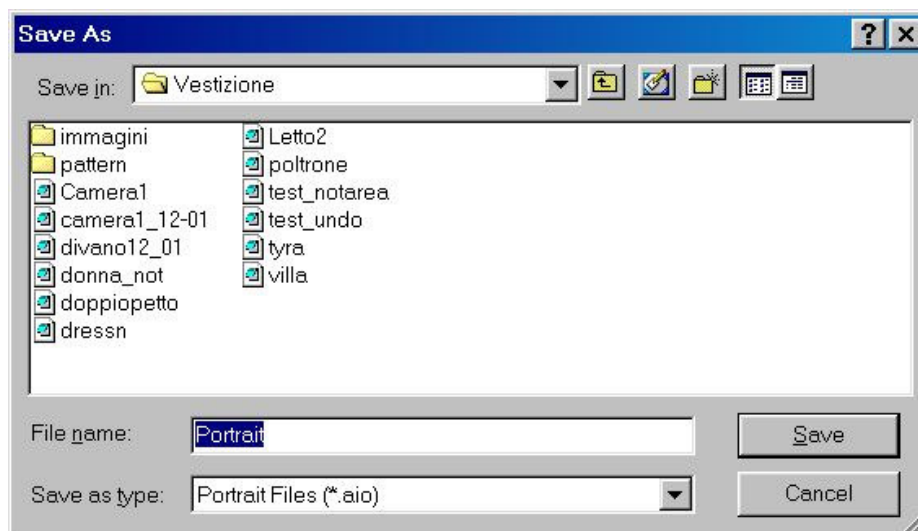 Save As
Save in: Vestizione
immagini
pattern
Camera1
camera1_12-01
divano12_01
donna_not
doppiopetto
dressn
Letto2
poltrone
test_notarea
test_undo
tyra
villa
File name: Portrait Save
Save as type: Portrait Files (*.aio) Cancel